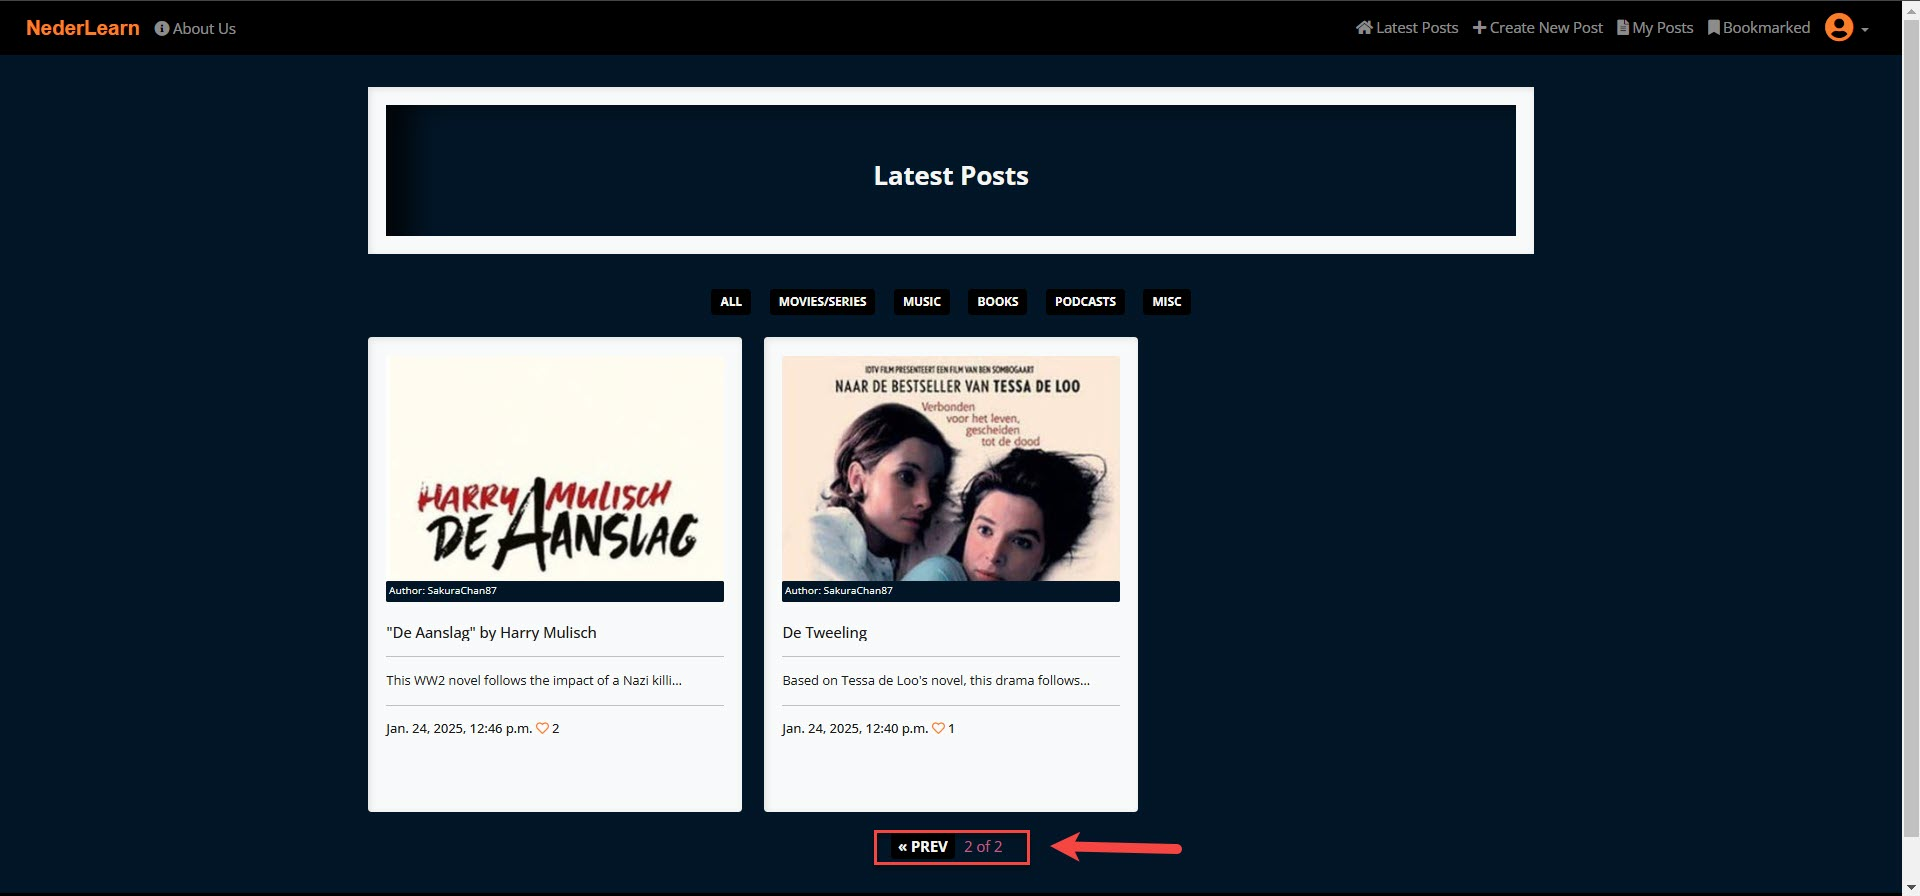 NederLearn About Us Latest Posts Create New Post My Posts Bookmarked
Latest Posts
ALL MOVIES/SERIES MUSIC BOOKS PODCASTS MISC
HARRY MULISCH
DE AANSLAG
Author: SakuraChan87
"De Aanslag" by Harry Mulisch
This WW2 novel follows the impact of a Nazi killi...
Jan. 24, 2025, 12:46 p.m. 2
IDTV FILM PRESENTEERT EEN FILM VAN BEN SOMBOGAART
NAAR DE BESTSELLER VAN TESSA DE LOO
Verbonden
voor het leven,
gescheiden
tot de dood
Author: SakuraChan87
De Tweeling
Based on Tessa de Loo's novel, this drama follows...
Jan. 24, 2025, 12:40 p.m. 1
« PREV 2 of 2